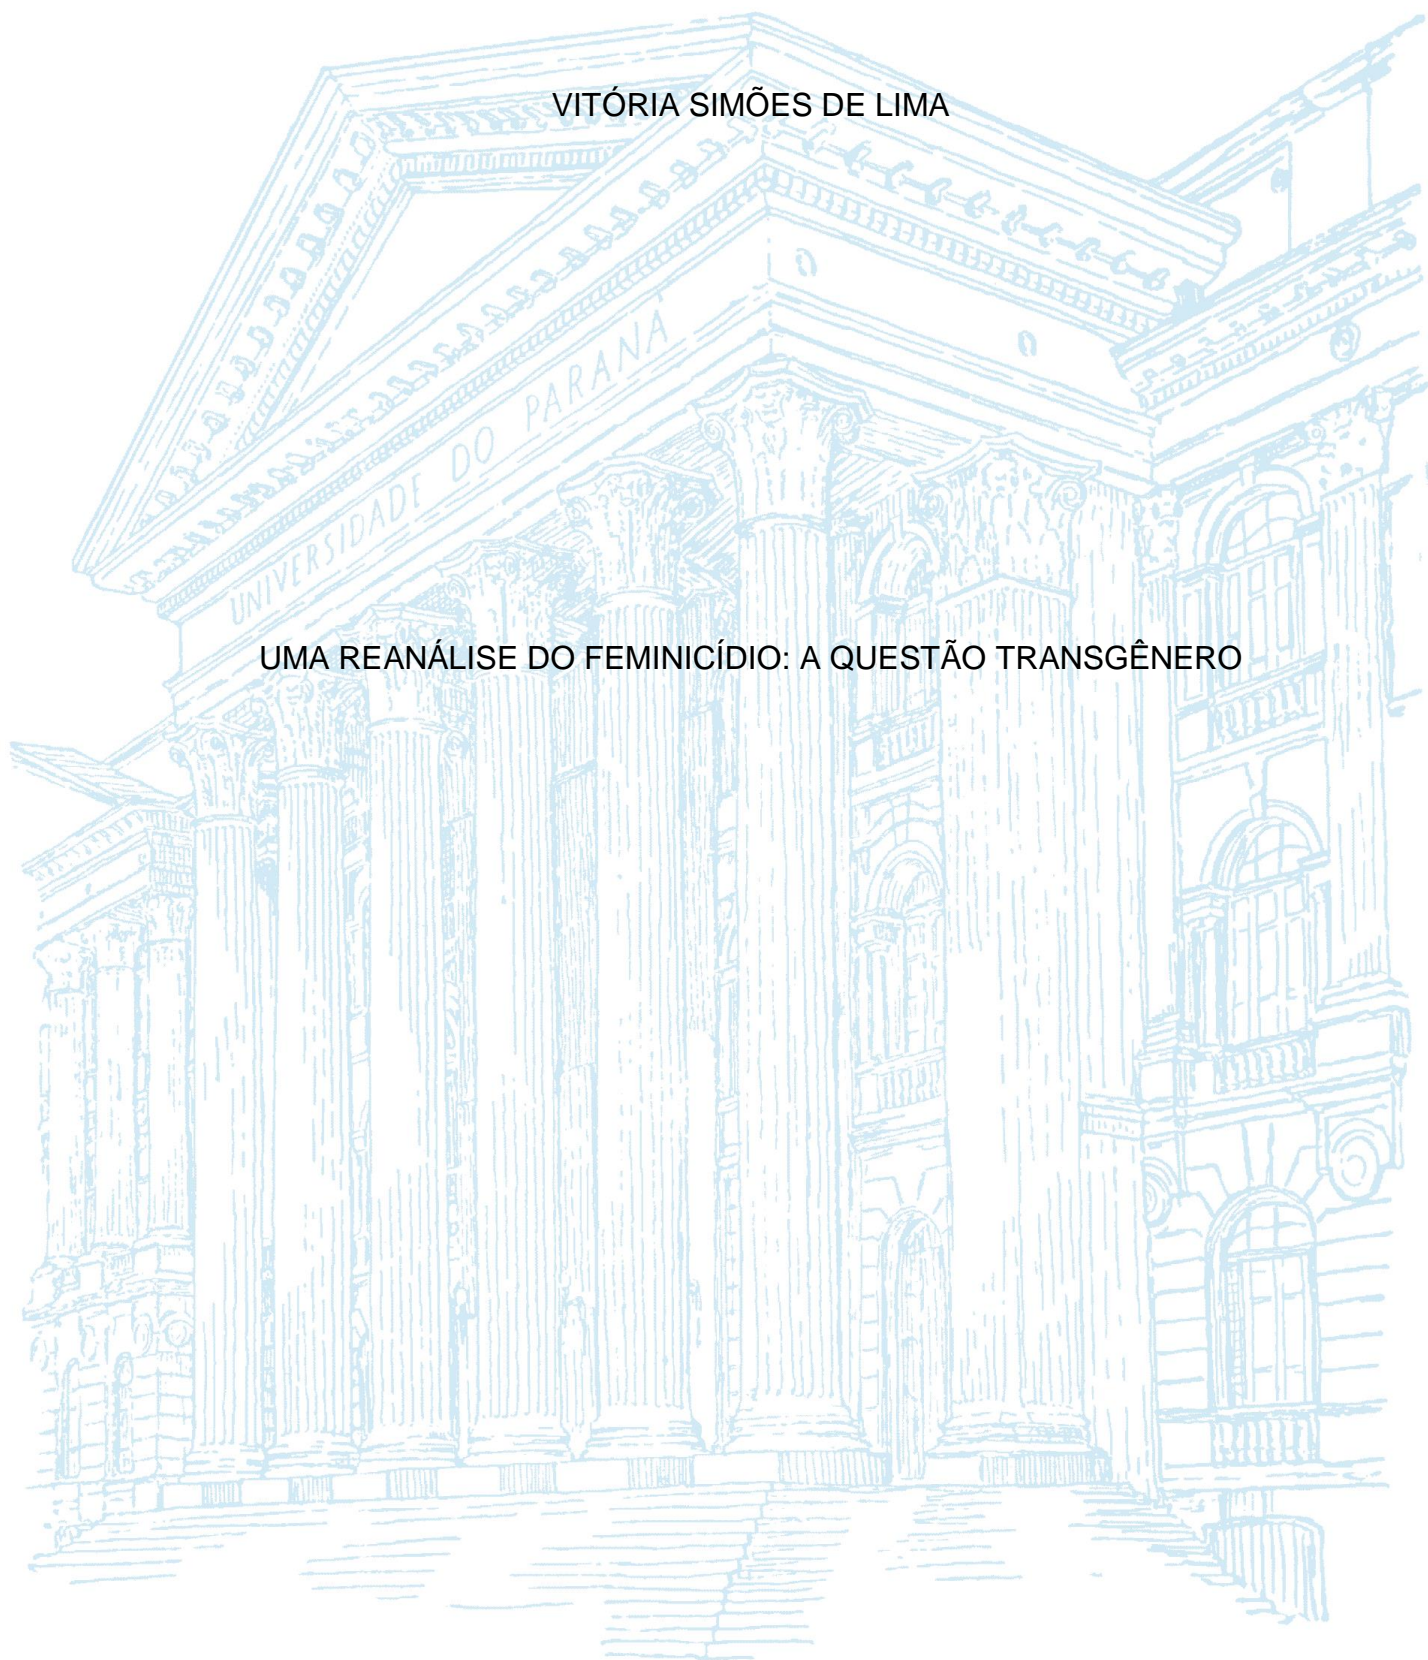 VITÓRIA SIMÕES DE LIMA
UNIVERSIDADE DO PARANÁ
UMA REANÁLISE DO FEMINICÍDIO: A QUESTÃO TRANSGÊNERO